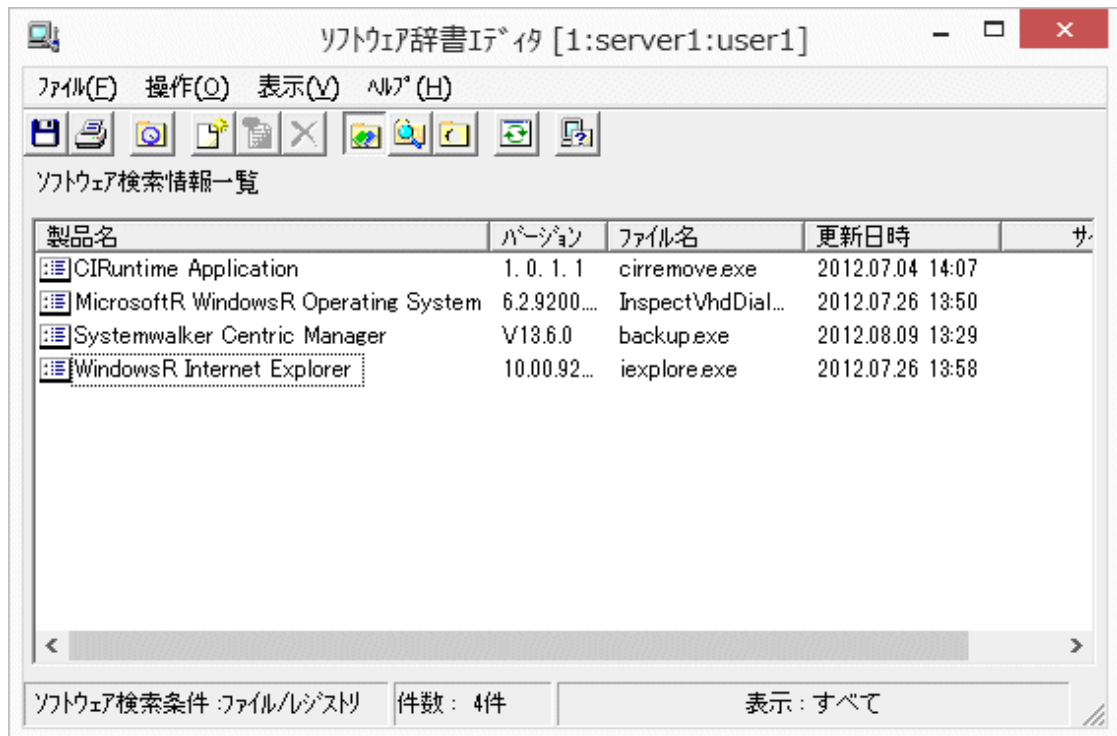 ソフトウェア辞書エディタ [1:server1:user1]
ファイル(F) 操作(O) 表示(V) ヘルプ(H)
ソフトウェア検索情報一覧
製品名 バージョン ファイル名 更新日時 サイ
CIRuntime Application 1. 0. 1. 1 cirremove.exe 2012.07.04 14:07
MicrosoftR WindowsR Operating System 6.2.9200.... InspectVhdDial... 2012.07.26 13:50
Systemwalker Centric Manager V13.6.0 backup.exe 2012.08.09 13:29
WindowsR Internet Explorer 10.00.92... iexplore.exe 2012.07.26 13:58
ソフトウェア検索条件 :ファイル/レジストリ 件数 : 4件 表示 : すべて